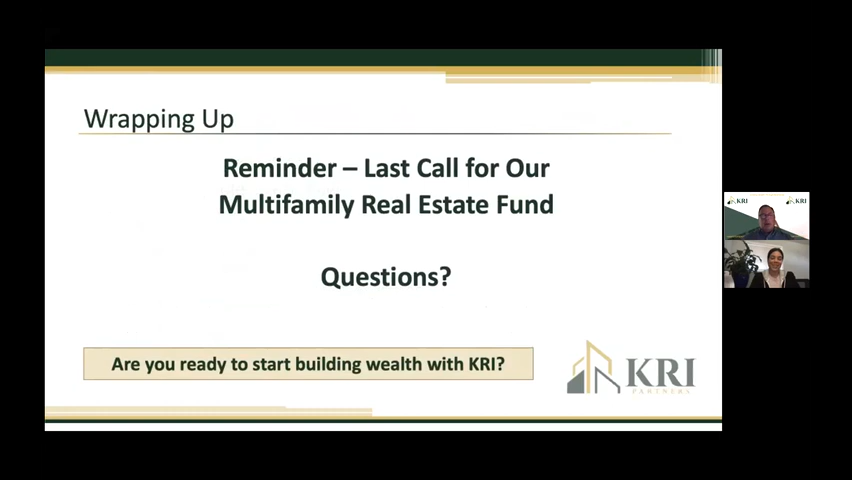 Wrapping Up
Reminder – Last Call for Our
Multifamily Real Estate Fund
Questions?
Are you ready to start building wealth with KRI?
KRI
PARTNERS
KRI
KRI